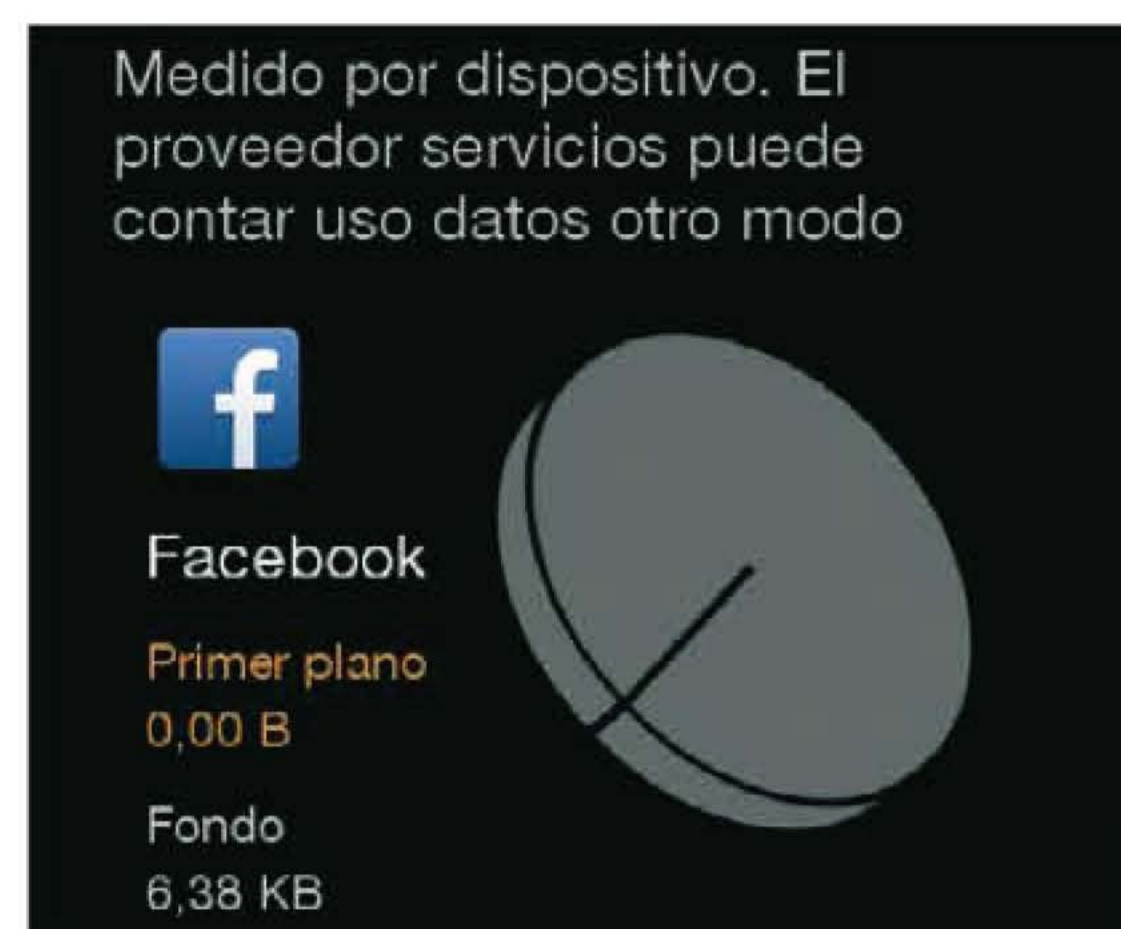 Medido por dispositivo. El
proveedor servicios puede
contar uso datos otro modo
f
Facebook
Primer plano
0,00 B
Fondo
6,38 KB